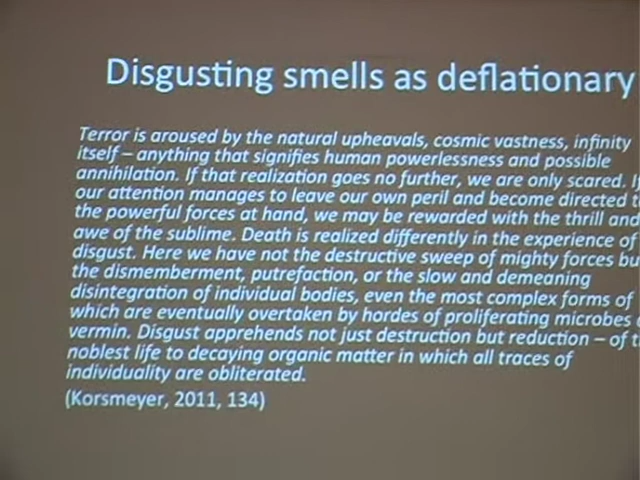 Disgusting smells as deflationary
Terror is aroused by the natural upheavals, cosmic vastness, infinity
itself – anything that signifies human powerlessness and possible
annihilation. If that realization goes no further, we are only scared.
our attention manages to leave our own peril and become directed
the powerful forces at hand, we may be rewarded with the thrill and
awe of the sublime. Death is realized differently in the experience of
disgust. Here we have not the destructive sweep of mighty forces
the dismemberment, putrefaction, or the slow and demeaning
disintegration of individual bodies, even the most complex forms of
which are eventually overtaken by hordes of proliferating microbes
vermin. Disgust apprehends not just destruction but reduction – of
noblest life to decaying organic matter in which all traces of
individuality are obliterated.
(Korsmeyer, 2011, 134)